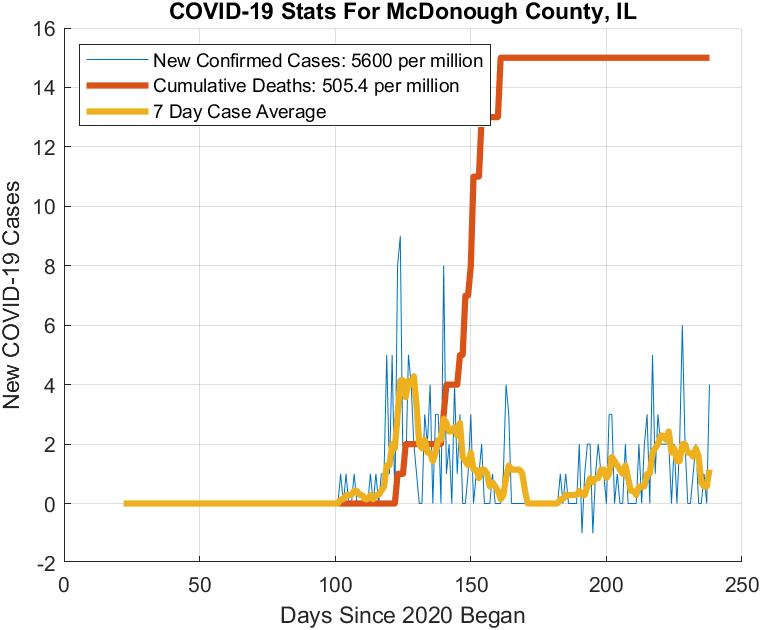 COVID-19 Stats For McDonough County, IL
New Confirmed Cases: 5600 per million
Cumulative Deaths: 505.4 per million
7 Day Case Average
New COVID-19 Cases
16
14
12
10
8
6
4
2
0
-2
0 50 100 150 200 250
Days Since 2020 Began